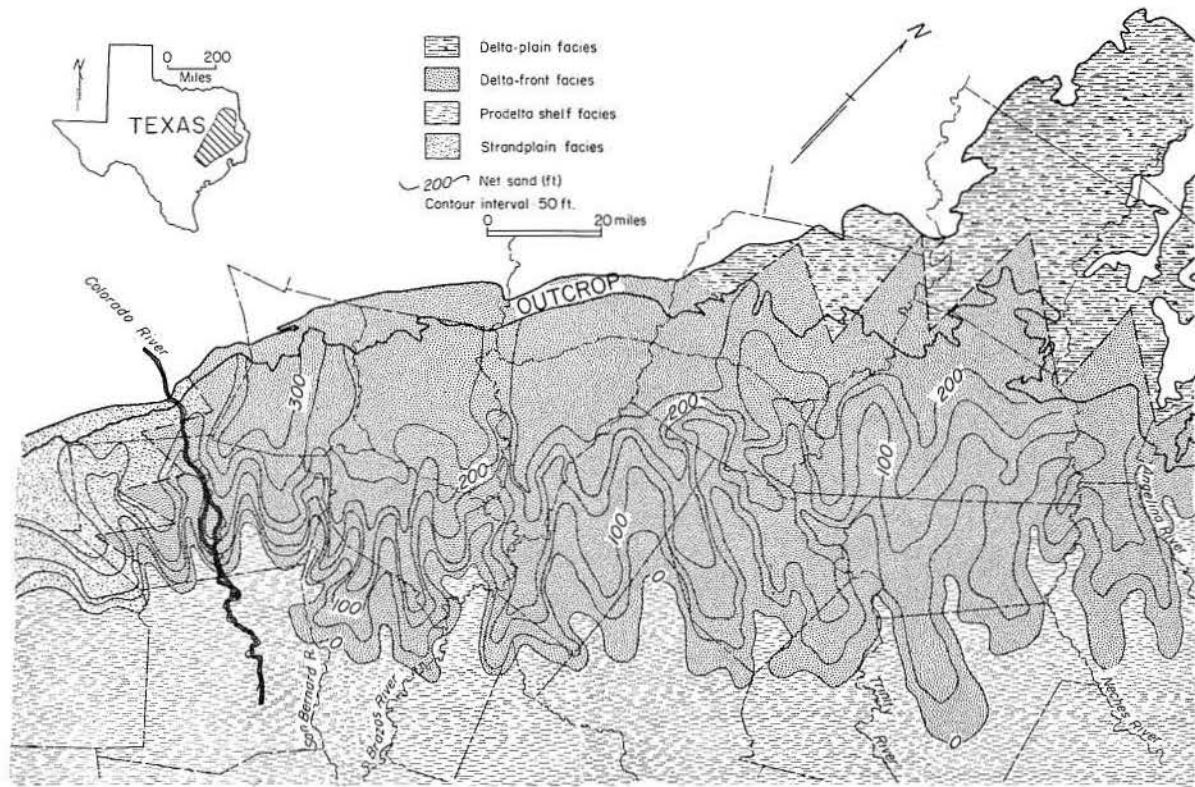 N
0 200
Miles
TEXAS
Delta-plain facies
Delta-front facies
Prodelta shelf facies
Strandplain facies
200 Net sand (ft)
Contour interval 50 ft.
0 20 miles
N
OUTCROP
Colorado River
300
200
200
200
100
100
100
0
0
0
San Bernard R.
Brazos River
Trinity River
Neches River
Angelina River